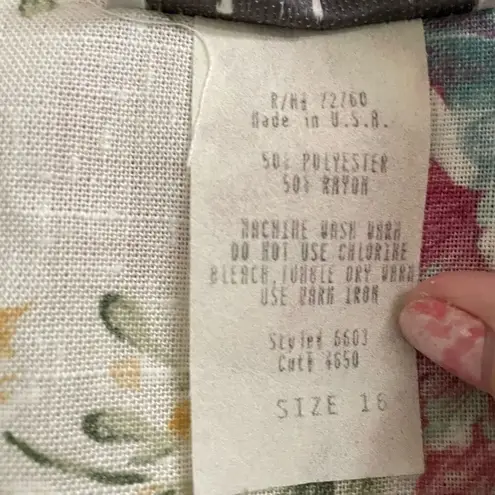 R/N# 72760
Made in U.S.A.
50% POLYESTER
50% RAYON
MACHINE WASH WARM
DO NOT USE CHLORINE
BLEACH, TUMBLE DRY WARM
USE WARM IRON
Style# 6603
Cut# 4650
SIZE 16